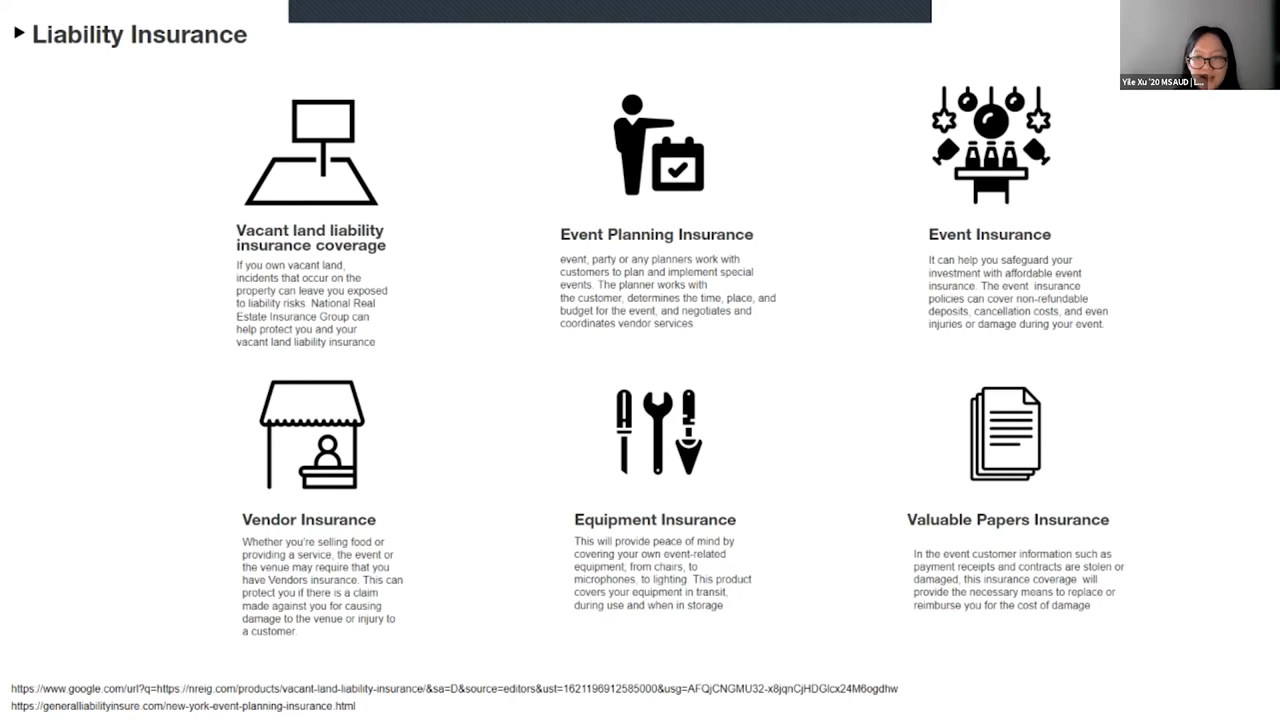 Liability Insurance
Yile Xu '20 MSAUD | L...
Vacant land liability
insurance coverage
If you own vacant land,
incidents that occur on the
property can leave you exposed
to liability risks. National Real
Estate Insurance Group can
help protect you and your
vacant land liability insurance
Event Planning Insurance
event, party or any planners work with
customers to plan and implement special
events. The planner works with
the customer, determines the time, place, and
budget for the event, and negotiates and
coordinates vendor services
Event Insurance
It can help you safeguard your
investment with affordable event
insurance. The event insurance
policies can cover non-refundable
deposits, cancellation costs, and even
injuries or damage during your event.
Vendor Insurance
Whether you're selling food or
providing a service, the event or
the venue may require that you
have Vendors insurance. This can
protect you if there is a claim
made against you for causing
damage to the venue or injury to
a customer.
Equipment Insurance
This will provide peace of mind by
covering your own event-related
equipment; from chairs, to
microphones, to lighting. This product
covers your equipment in transit,
during use and when in storage
Valuable Papers Insurance
In the event customer information such as
payment receipts and contracts are stolen or
damaged, this insurance coverage will
provide the necessary means to replace or
reimburse you for the cost of damage
https://www.google.com/url?q=https://nreig.com/products/vacant-land-liability-insurance/&sa=D&source=editors&ust=1621196912585000&usg=AFQjCNGMU32-x8jqnCjHDGlcx24M6ogdhw
https://generalliabilityinsure.com/new-york-event-planning-insurance.html